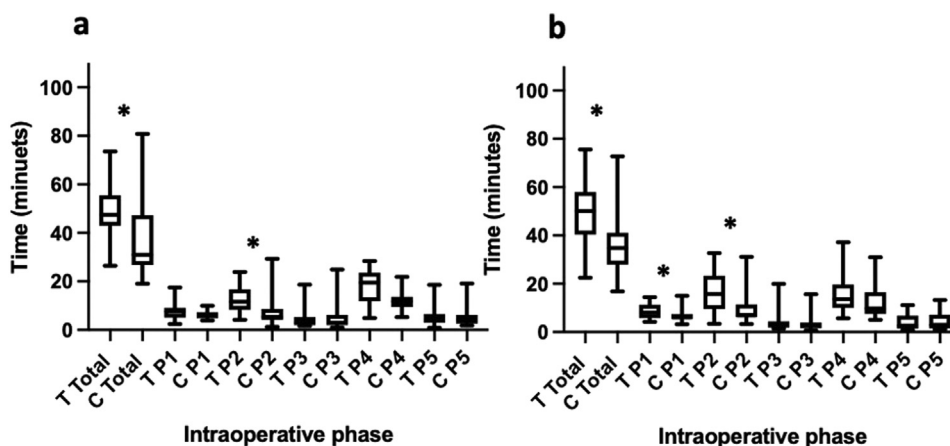 a
Time (minuets)
100
80
60
40
20
0
*
*
T Total
C Total
T P1
C P1
T P2
C P2
T P3
C P3
T P4
C P4
T P5
C P5
Intraoperative phase
b
Time (minutes)
100
80
60
40
20
0
*
*
*
T Total
C Total
T P1
C P1
T P2
C P2
T P3
C P3
T P4
C P4
T P5
C P5
Intraoperative phase